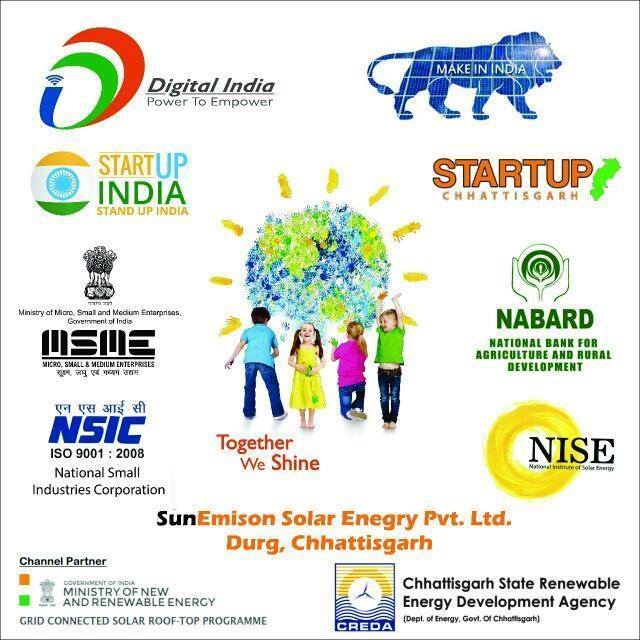 Digital India
Power To Empower
MAKE IN INDIA
STARTUP
INDIA
STAND UP INDIA
STARTUP
CHHATTISGARH
Ministry of Micro, Small and Medium Enterprises,
Government of India
MSME
MICRO, SMALL & MEDIUM ENTERPRISES
सूक्ष्म, लघु एवं मध्यम उद्यम
NABARD
NATIONAL BANK FOR
AGRICULTURE AND RURAL
DEVELOPMENT
एन एस आई सी
NSIC
ISO 9001 : 2008
National Small
Industries Corporation
Together
We Shine
NISE
National Institute of Solar Energy
SunEmison Solar Enegry Pvt. Ltd.
Durg, Chhattisgarh
Channel Partner
GOVERNMENT OF INDIA
MINISTRY OF NEW
AND RENEWABLE ENERGY
GRID CONNECTED SOLAR ROOF-TOP PROGRAMME
CREDA
Chhattisgarh State Renewable
Energy Development Agency
(Dept. of Energy, Govt. Of Chhattisgarh)